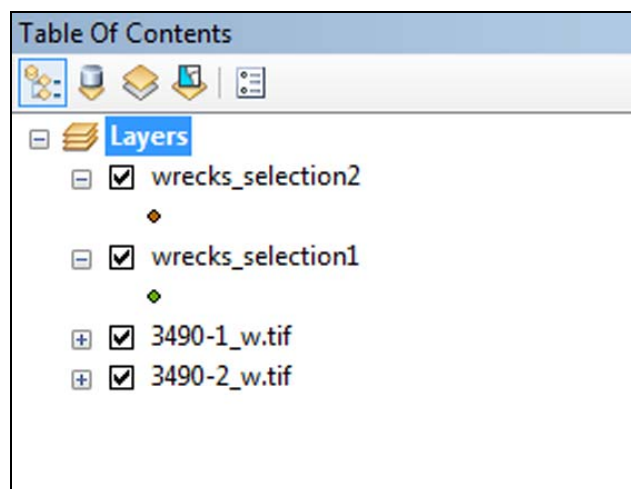 Table Of Contents
Layers
wrecks_selection2
wrecks_selection1
3490-1_w.tif
3490-2_w.tif